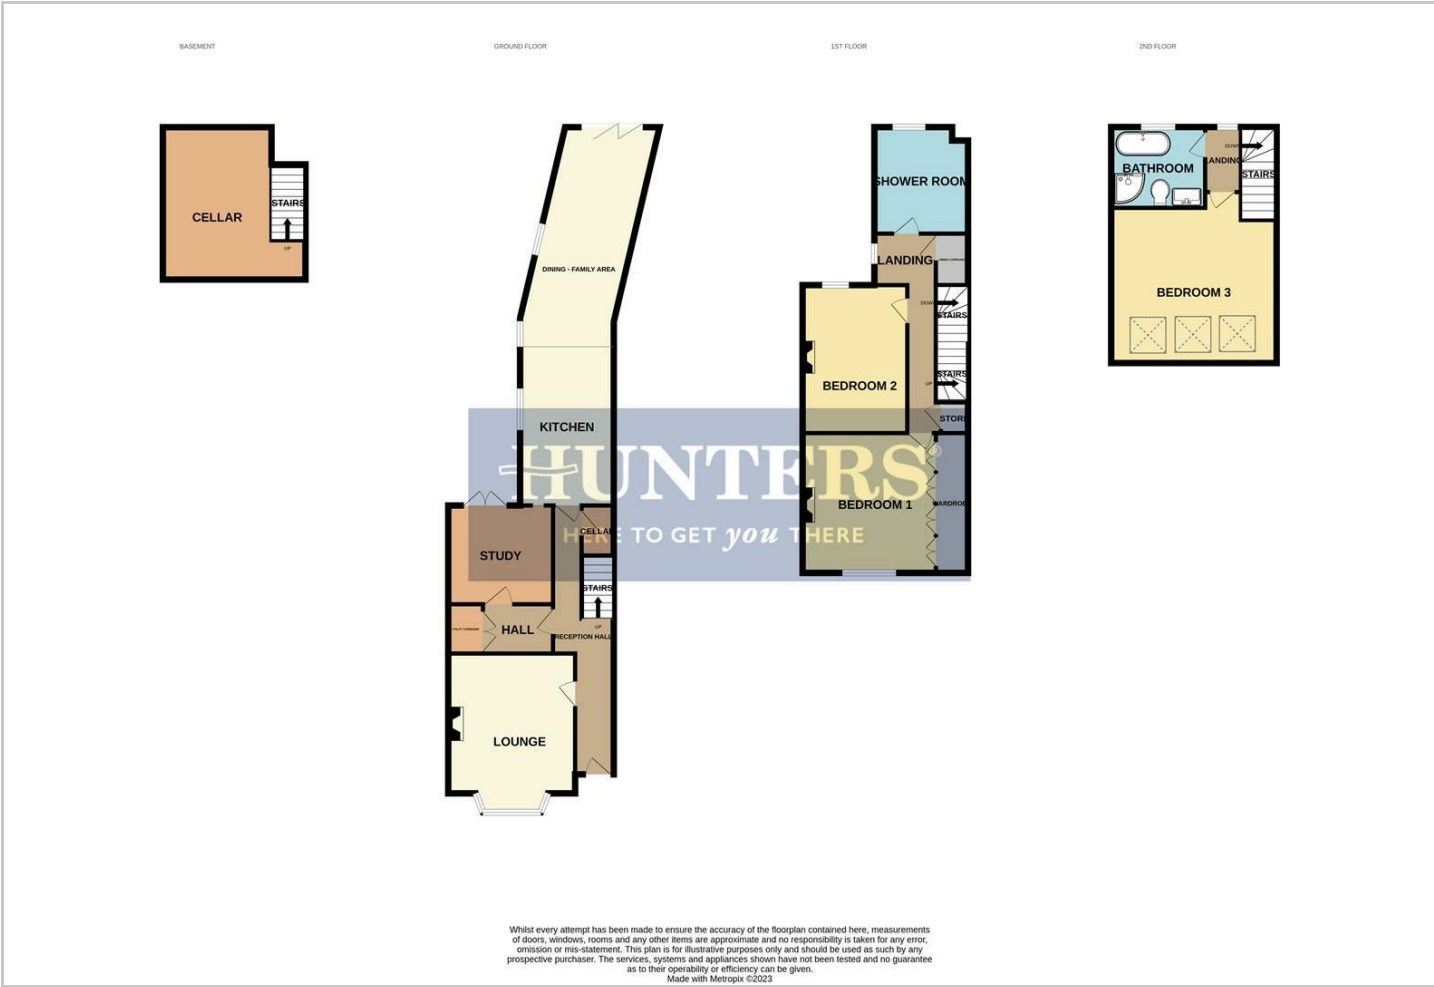 BASEMENT
GROUND FLOOR
1ST FLOOR
2ND FLOOR
CELLAR
STAIRS
UP
DINING - FAMILY AREA
KITCHEN
CELLAR
STUDY
STAIRS
UP
HALL
RECEPTION HALL
LOUNGE
SHOWER ROOM
LANDING
DOWN
STAIRS
BEDROOM 2
STAIRS
UP
STORE
BEDROOM 1
WARDROBE
BATHROOM
LANDING
DOWN
STAIRS
BEDROOM 3
HUNTERS®
HERE TO GET you THERE
Whilst every attempt has been made to ensure the accuracy of the floorplan contained here, measurements
of doors, windows, rooms and any other items are approximate and no responsibility is taken for any error,
omission or mis-statement. This plan is for illustrative purposes only and should be used as such by any
prospective purchaser. The services, systems and appliances shown have not been tested and no guarantee
as to their operability or efficiency can be given.
Made with Metropix ©2023